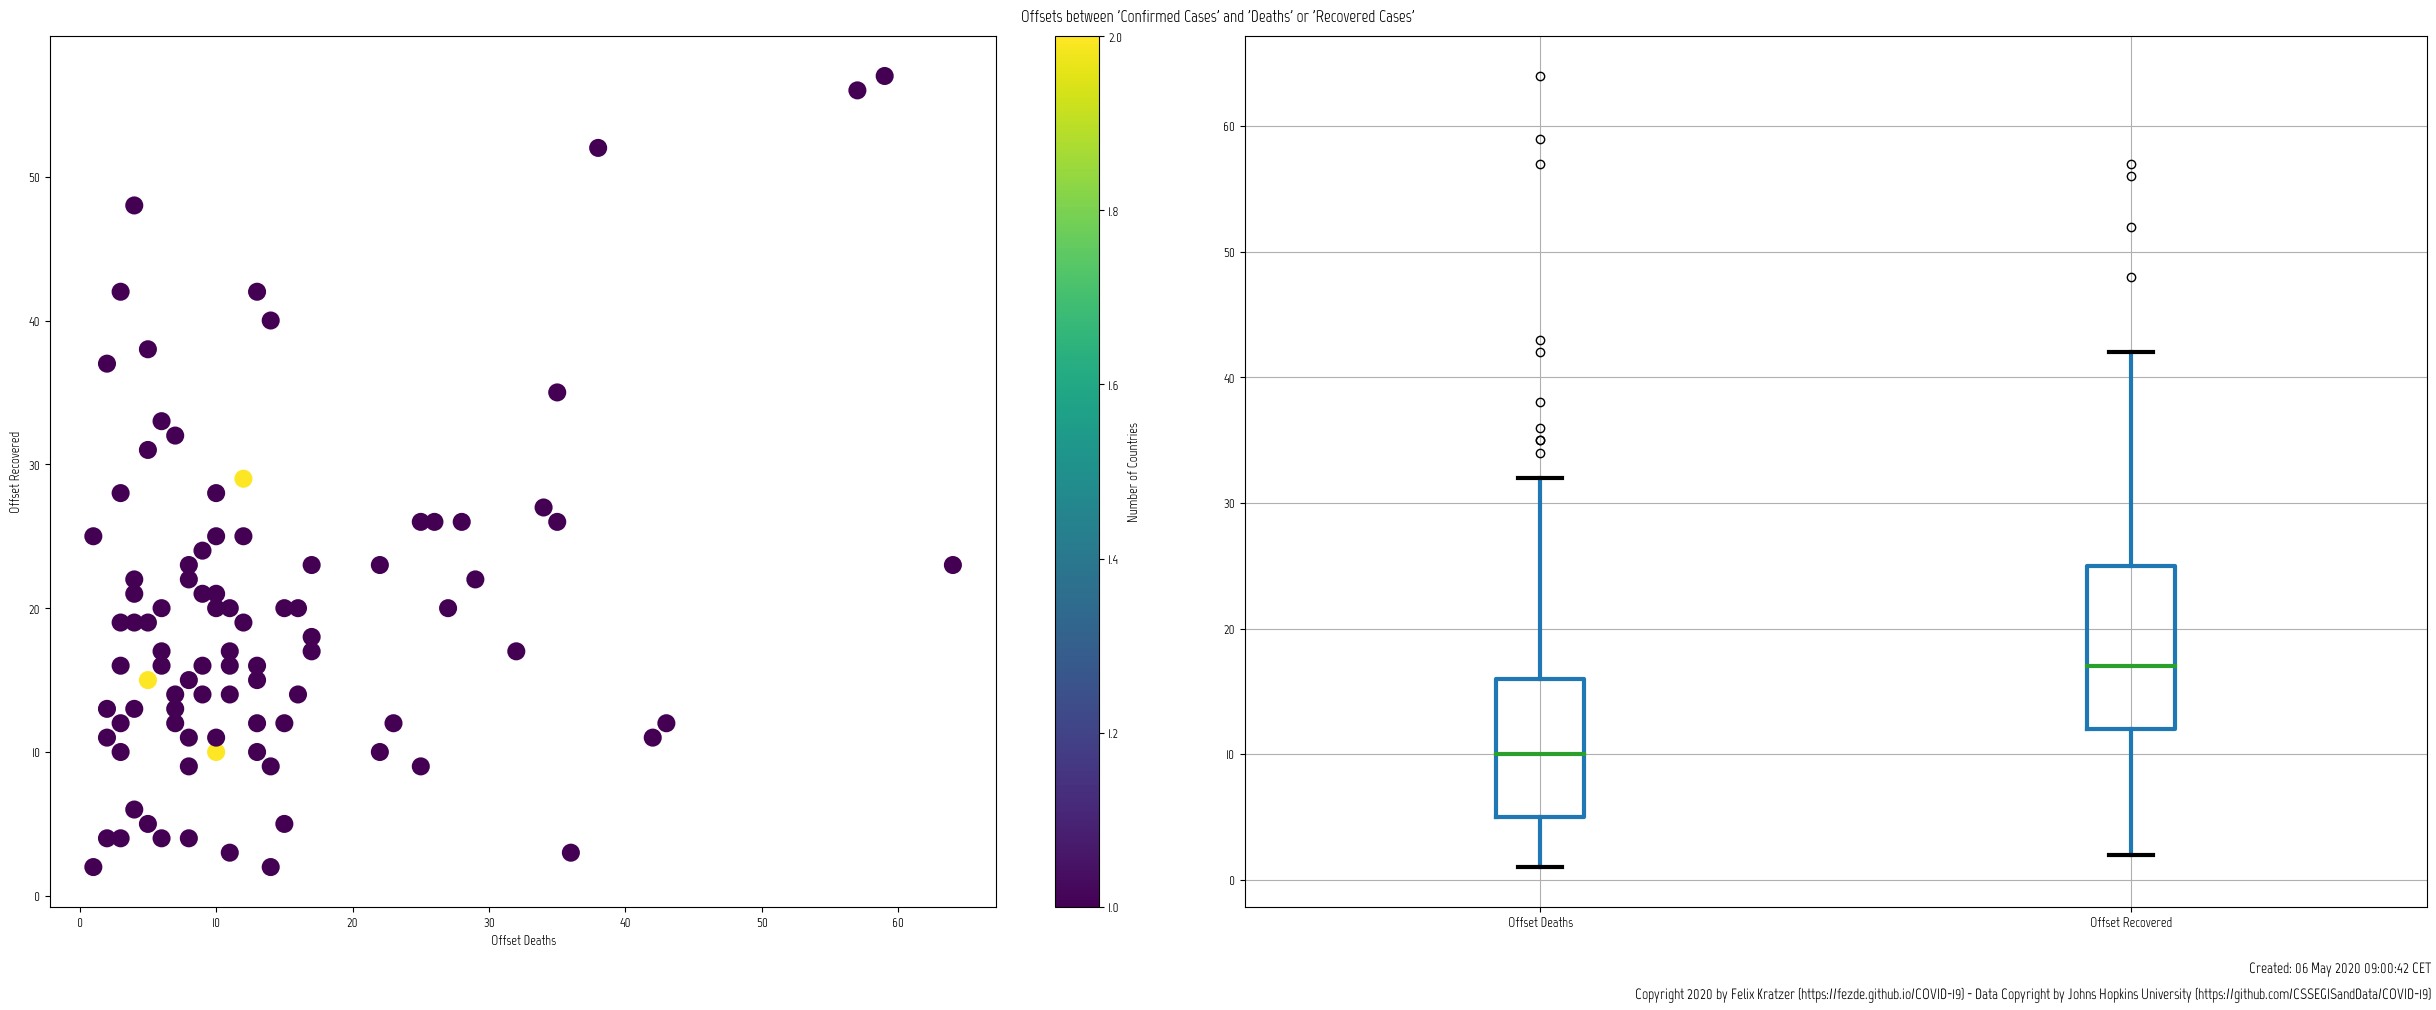 Offsets between 'Confirmed Cases' and 'Deaths' or 'Recovered Cases'
50
40
30
20
10
0
Offset Recovered
0 10 20 30 40 50 60
Offset Deaths
2.0
1.8
1.6
1.4
1.2
1.0
Number of Countries
60
50
40
30
20
10
0
Offset Deaths Offset Recovered
Created: 06 May 2020 09:00:42 CET
Copyright 2020 by Felix Kratzer (https://fezde.github.io/COVID-19) - Data Copyright by Johns Hopkins University (https://github.com/CSSEGISandData/COVID-19)